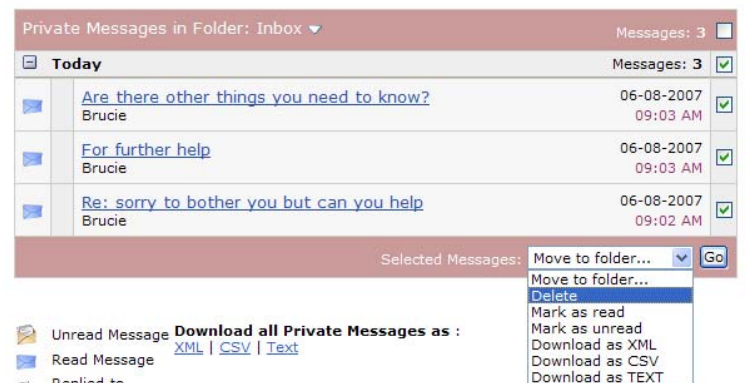 Private Messages in Folder: Inbox
Messages: 3
Today
Messages: 3
Are there other things you need to know?
06-08-2007
Brucie
09:03 AM
For further help
06-08-2007
Brucie
09:03 AM
Re: sorry to bother you but can you help
06-08-2007
Brucie
09:02 AM
Selected Messages:
Move to folder...
Go
Move to folder...
Delete
Mark as read
Mark as unread
Download as XML
Download as CSV
Download as TEXT
Unread Message
Download all Private Messages as :
XML | CSV | Text
Read Message
Replied to